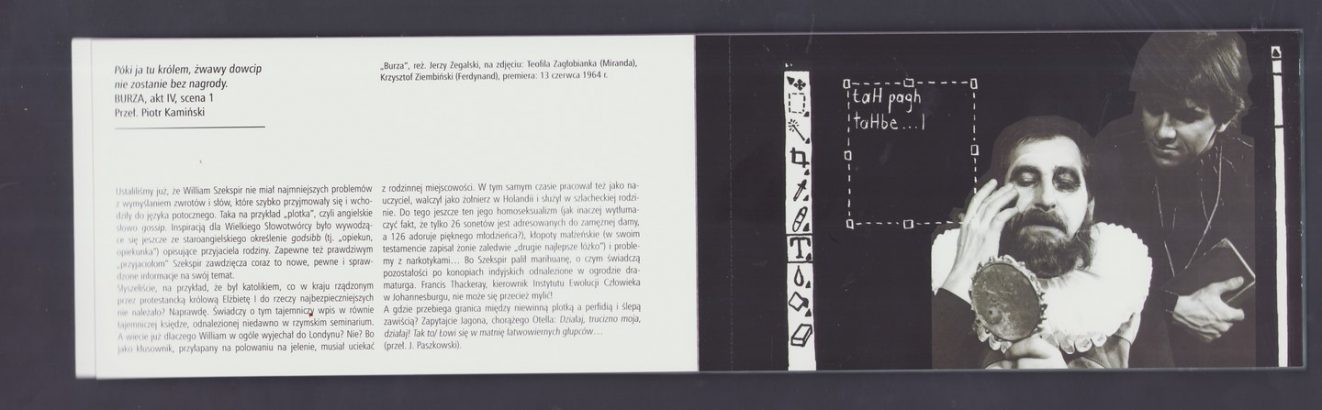 Póki ja tu królem, żwawy dowcip
nie zostanie bez nagrody.
BURZA, akt IV, scena 1
Przeł. Piotr Kamiński
„Burza”, reż. Jerzy Zegalski, na zdjęciu: Teofila Zagłobianka (Miranda),
Krzysztof Ziembiński (Ferdynand), premiera: 13 czerwca 1964 r.
Ustaliliśmy już, że William Szekspir nie miał najmniejszych problemów
z wymyślaniem zwrotów i słów, które szybko przyjmowały się i wcho-
dziły do języka potocznego. Taka na przykład „plotka”, czyli angielskie
słowo gossip. Inspiracją dla Wielkiego Słowotwórcy było wywodzą-
ce się jeszcze ze staroangielskiego określenie godsibb (tj. „opiekun,
opiekunka”) opisujące przyjaciela rodziny. Zapewne też prawdziwym
„przyjaciołom” Szekspir zawdzięcza coraz to nowe, pewne i spraw-
dzone informacje na swój temat.
Słyszeliście, na przykład, że był katolikiem, co w kraju rządzonym
przez protestancką królową Elżbietę I do rzeczy najbezpieczniejszych
nie należało? Naprawdę. Świadczy o tym tajemniczy wpis w równie
tajemniczej księdze, odnalezionej niedawno w rzymskim seminarium.
A wiecie już dlaczego William w ogóle wyjechał do Londynu? Nie? Bo
jako kłusownik, przyłapany na polowaniu na jelenie, musiał uciekać
z rodzinnej miejscowości. W tym samym czasie pracował też jako na-
uczyciel, walczył jako żołnierz w Holandii i służył w szlacheckiej rodzi-
nie. Do tego jeszcze ten jego homoseksualizm (jak inaczej wytłuma-
czyć fakt, że tylko 26 sonetów jest adresowanych do zamężnej damy,
a 126 adoruje pięknego młodzieńca?), kłopoty małżeńskie (w swoim
testamencie zapisał żonie zaledwie „drugie najlepsze łóżko”) i proble-
my z narkotykami... Bo Szekspir palił marihuanę, o czym świadczą
pozostałości po konopiach indyjskich odnalezione w ogrodzie dra-
maturga. Francis Thackeray, kierownik Instytutu Ewolucji Człowieka
w Johannesburgu, nie może się przecież mylić!
A gdzie przebiega granica między niewinną plotką a perfidią i ślepą
zawiścią? Zapytajcie Jagona, chorążego Otella: Działaj, trucizno moja,
działaj! Tak to łowi się w matnię łatwowiernych głupców...
(przeł. J. Paszkowski).
taH pagh
taHbe...|
T